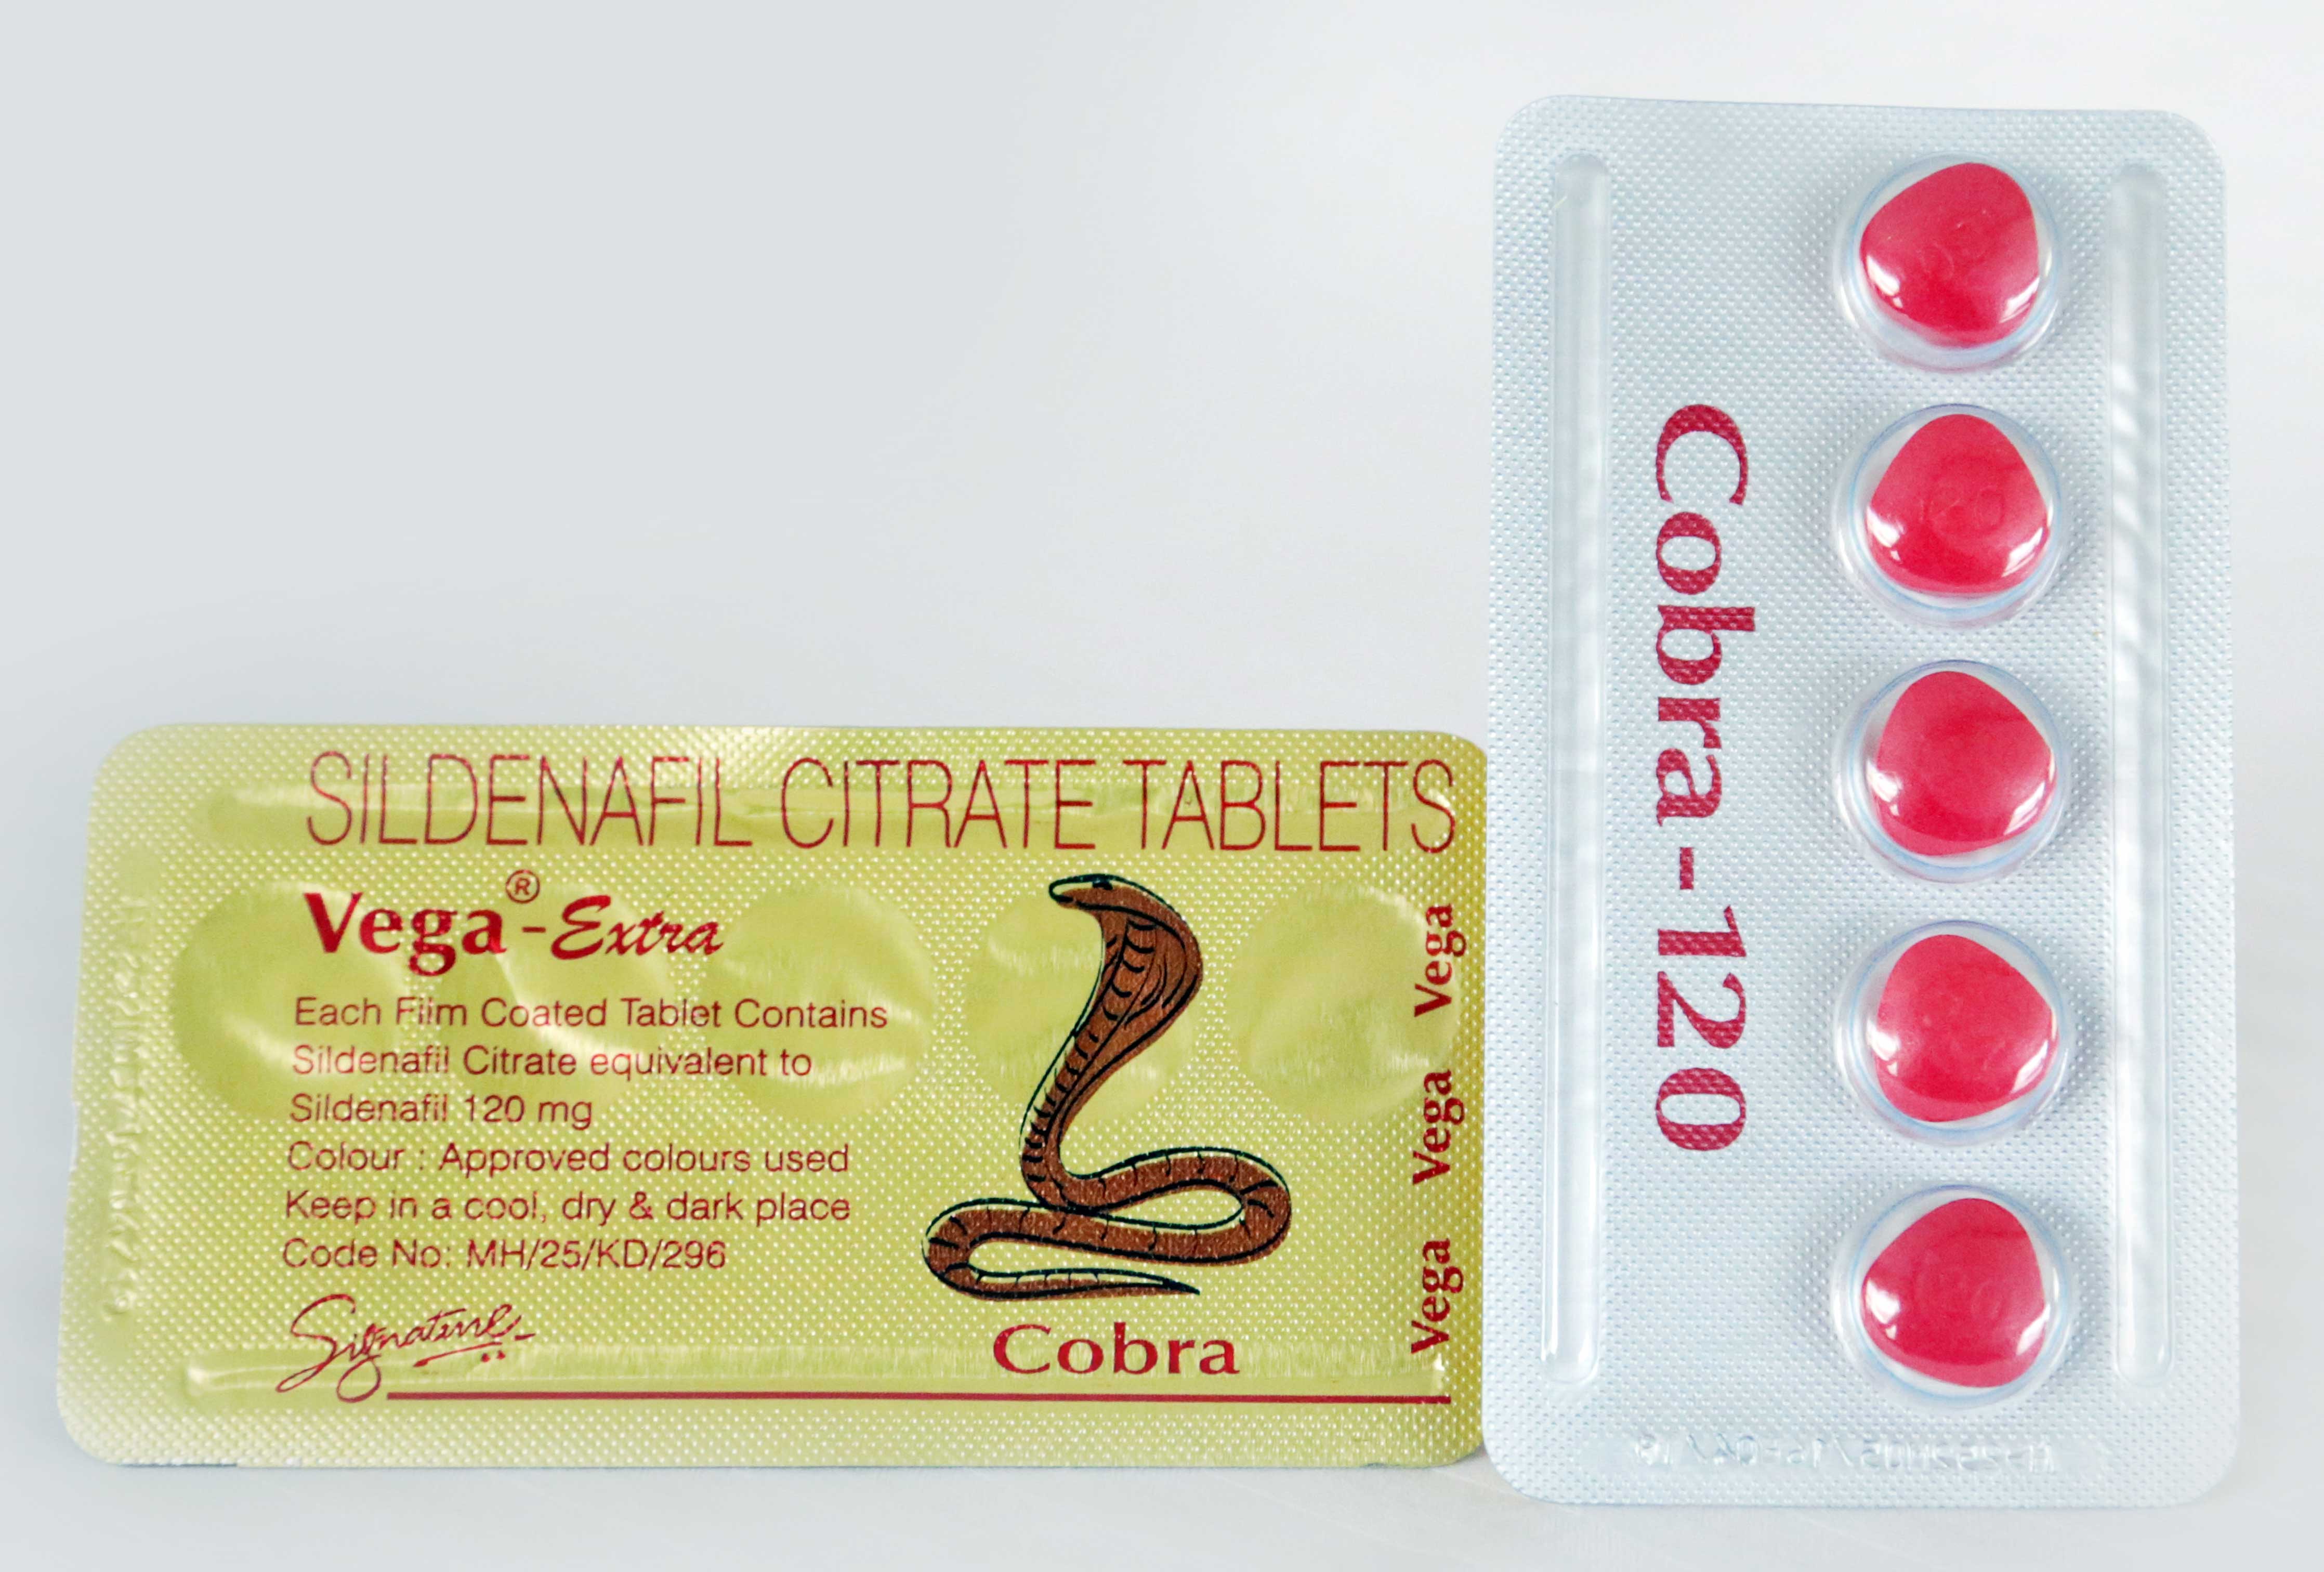 SILDENAFIL CITRATE TABLETS
Vega®-Extra
Each Film Coated Tablet Contains
Sildenafil Citrate equivalent to
Sildenafil 120 mg
Colour : Approved colours used
Keep in a cool, dry & dark place
Code No: MH/25/KD/296
Signature
Cobra
Vega Vega Vega
Cobra-120
120